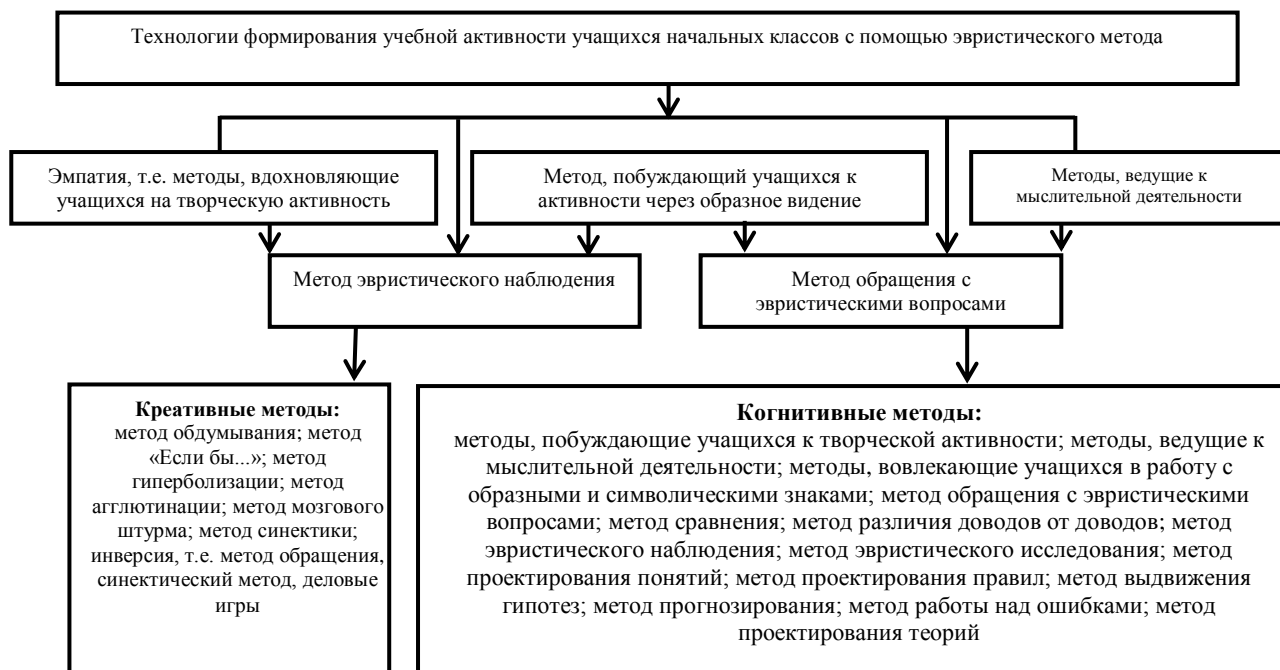 Технологии формирования учебной активности учащихся начальных классов с помощью эвристического метода
Эмпатия, т.е. методы, вдохновляющие
учащихся на творческую активность
Метод, побуждающий учащихся к
активности через образное видение
Методы, ведущие к
мыслительной деятельности
Метод эвристического наблюдения
Метод обращения с
эвристическими вопросами
Креативные методы:
метод обдумывания; метод
«Если бы...»; метод
гиперболизации; метод
агглютинации; метод мозгового
штурма; метод синектики;
инверсия, т.е. метод обращения,
синектический метод, деловые
игры
Когнитивные методы:
методы, побуждающие учащихся к творческой активности; методы, ведущие к
мыслительной деятельности; методы, вовлекающие учащихся в работу с
образными и символическими знаками; метод обращения с эвристическими
вопросами; метод сравнения; метод различия доводов от доводов; метод
эвристического наблюдения; метод эвристического исследования; метод
проектирования понятий; метод проектирования правил; метод выдвижения
гипотез; метод прогнозирования; метод работы над ошибками; метод
проектирования теорий